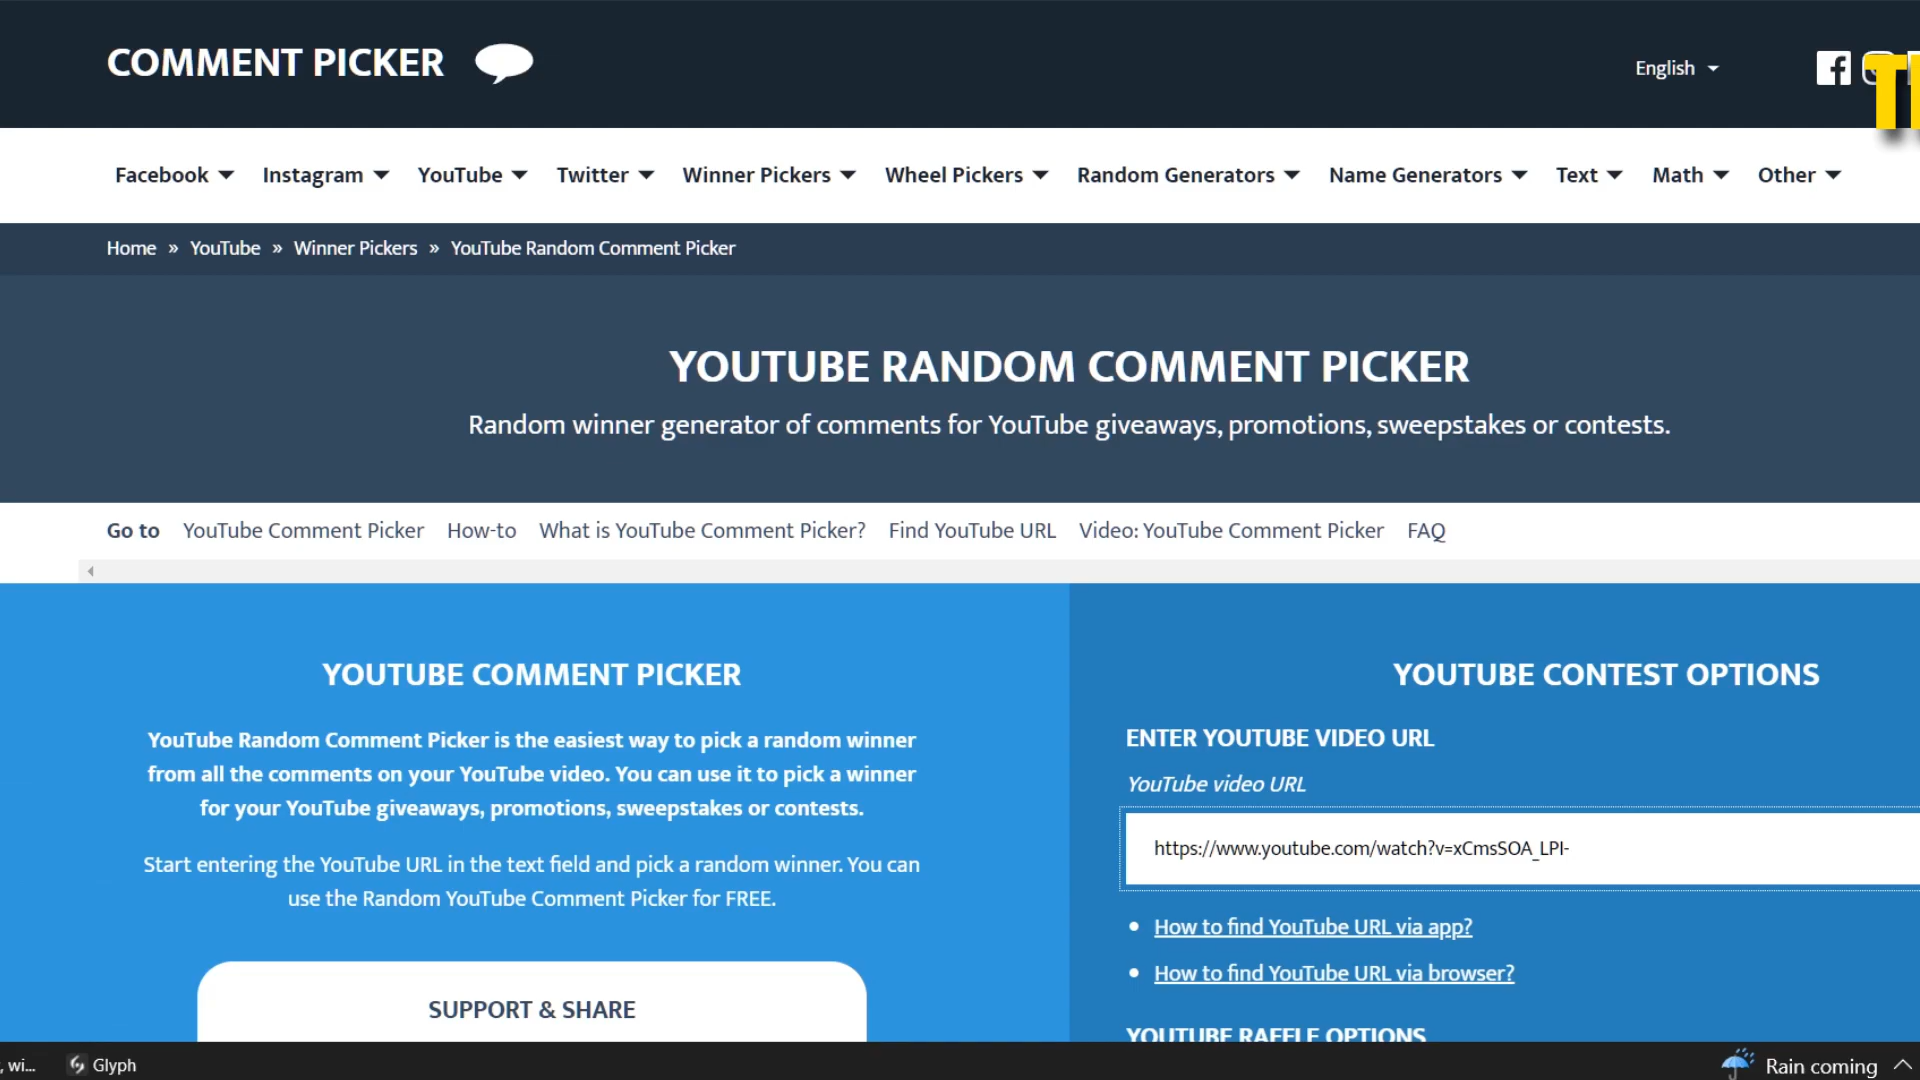 COMMENT PICKER
English
Facebook Instagram YouTube Twitter Winner Pickers Wheel Pickers Random Generators Name Generators Text Math Other
Home » YouTube » Winner Pickers » YouTube Random Comment Picker
YOUTUBE RANDOM COMMENT PICKER
Random winner generator of comments for YouTube giveaways, promotions, sweepstakes or contests.
Go to YouTube Comment Picker How-to What is YouTube Comment Picker? Find YouTube URL Video: YouTube Comment Picker FAQ
YOUTUBE COMMENT PICKER
YouTube Random Comment Picker is the easiest way to pick a random winner
from all the comments on your YouTube video. You can use it to pick a winner
for your YouTube giveaways, promotions, sweepstakes or contests.
Start entering the YouTube URL in the text field and pick a random winner. You can
use the Random YouTube Comment Picker for FREE.
SUPPORT & SHARE
YOUTUBE CONTEST OPTIONS
ENTER YOUTUBE VIDEO URL
YouTube video URL
https://www.youtube.com/watch?v=xCmsSOA_LPI-
How to find YouTube URL via app?
How to find YouTube URL via browser?
YOUTUBE RAFFLE OPTIONS
, wi... Glyph
Rain coming